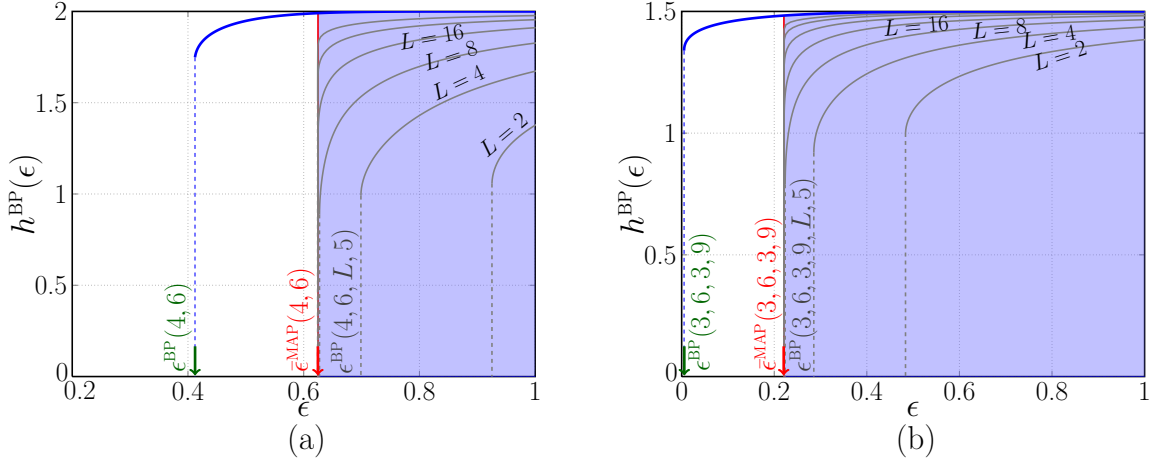 2
1.5
1
0.5
0
h^BP(ϵ)
0.2
0.4
0.6
0.8
1
ϵ
L = 16
L = 8
L = 4
L = 2
ϵ^BP(4, 6)
ϵ̄^MAP(4, 6)
ϵ^BP(4, 6, L, 5)
(a)
1.5
1
0.5
0
h^BP(ϵ)
0
0.2
0.4
0.6
0.8
1
ϵ
L = 16
L = 8
L = 4
L = 2
ϵ^BP(3, 6, 3, 9)
ϵ̄^MAP(3, 6, 3, 9)
ϵ^BP(3, 6, 3, 9, L, 5)
(b)